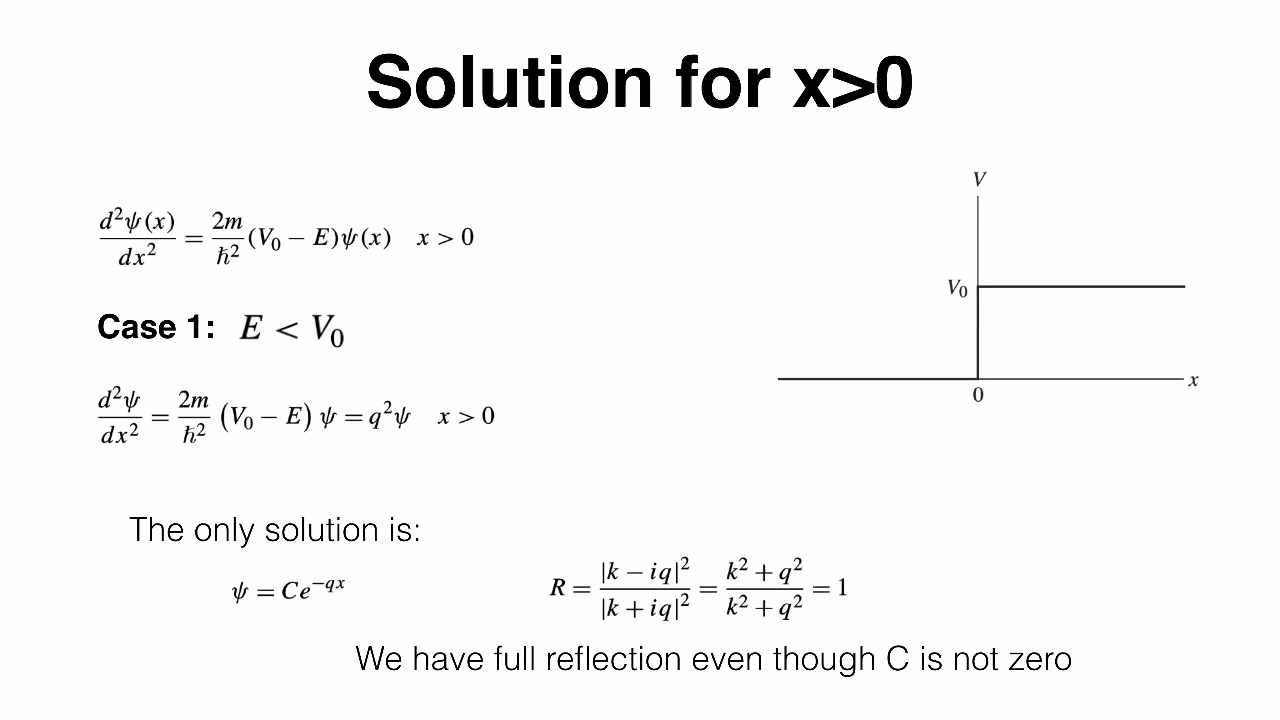 Solution for x>0
d²ψ(x)/dx² = 2m/ħ² (V₀ − E)ψ(x) x > 0
Case 1: E < V₀
d²ψ/dx² = 2m/ħ² (V₀ − E) ψ = q²ψ x > 0
V
V₀
0
x
The only solution is:
ψ = Ce^{−qx}
R = |k − iq|²/|k + iq|² = k² + q²/k² + q² = 1
We have full reflection even though C is not zero